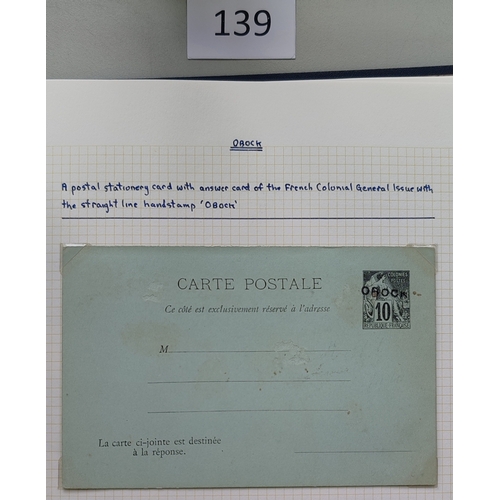 139
OBOCK
A postal stationery card with answer card of the French Colonial General Issue with
the straight line handstamp 'OBOCK'
CARTE POSTALE
Ce côté est exclusivement réservé à l'adresse
COLONIES
OBOCK
10
REPUBLIQUE FRANÇAISE
M
La carte ci-jointe est destinée
à la réponse.